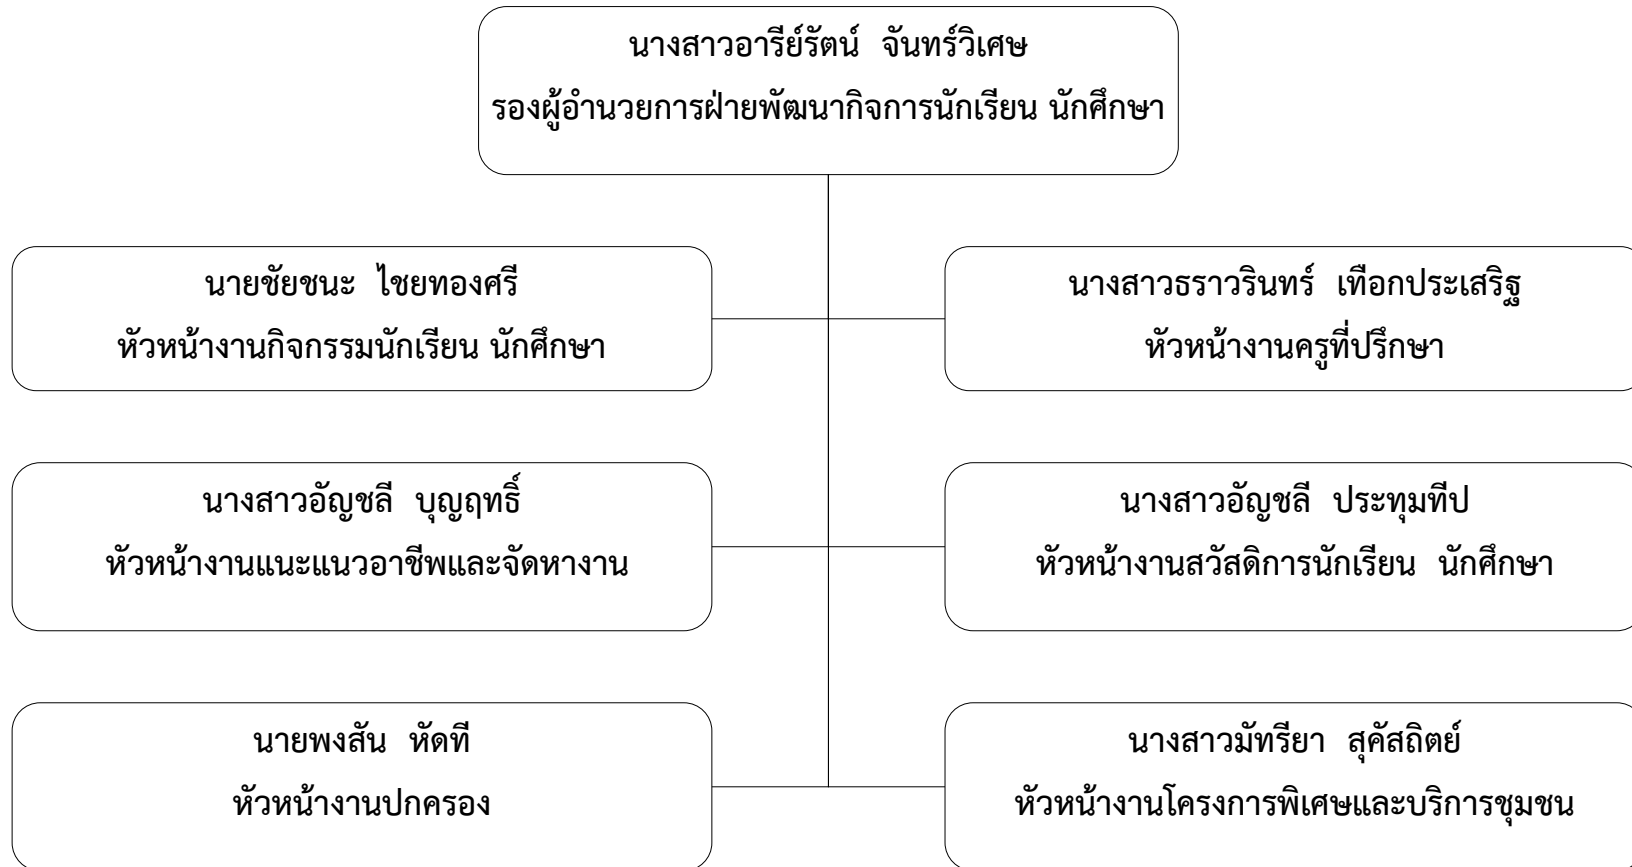 นางสาวอารีย์รัตน์ จันทร์วิเศษ
รองผู้อำนวยการฝ่ายพัฒนากิจการนักเรียน นักศึกษา
นายชัยชนะ ไชยทองศรี
หัวหน้างานกิจกรรมนักเรียน นักศึกษา
นางสาวธราวรินทร์ เทือกประเสริฐ
หัวหน้างานครูที่ปรึกษา
นางสาวอัญชลี บุญฤทธิ์
หัวหน้างานแนะแนวอาชีพและจัดหางาน
นางสาวอัญชลี ประทุมทีป
หัวหน้างานสวัสดิการนักเรียน นักศึกษา
นายพงสัน หัดที
หัวหน้างานปกครอง
นางสาวมัทรียา สุคัสถิตย์
หัวหน้างานโครงการพิเศษและบริการชุมชน